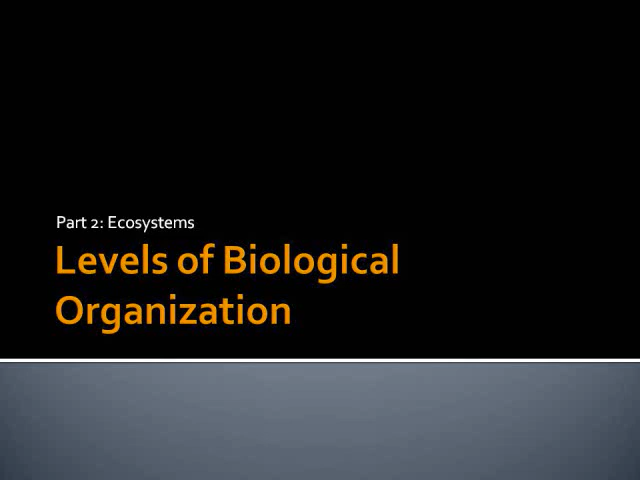 Part 2: Ecosystems
Levels of Biological
Organization